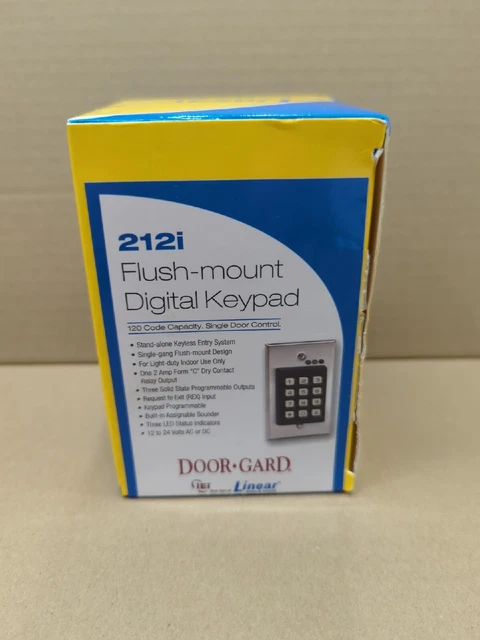 212i
Flush-mount
Digital Keypad
120 Code Capacity. Single Door Control.
• Stand-alone Keyless Entry System
• Single-gang Flush-mount Design
• For Light-duty Indoor Use Only
• One 2 Amp Form "C" Dry Contact
Relay Output
• Three Solid State Programmable Outputs
• Request to Exit (REX) Input
• Keypad Programmable
• Built-in Assignable Sounder
• Three LED Status Indicators
• 12 to 24 Volts AC or DC
DOOR•GARD
IEI
Linear